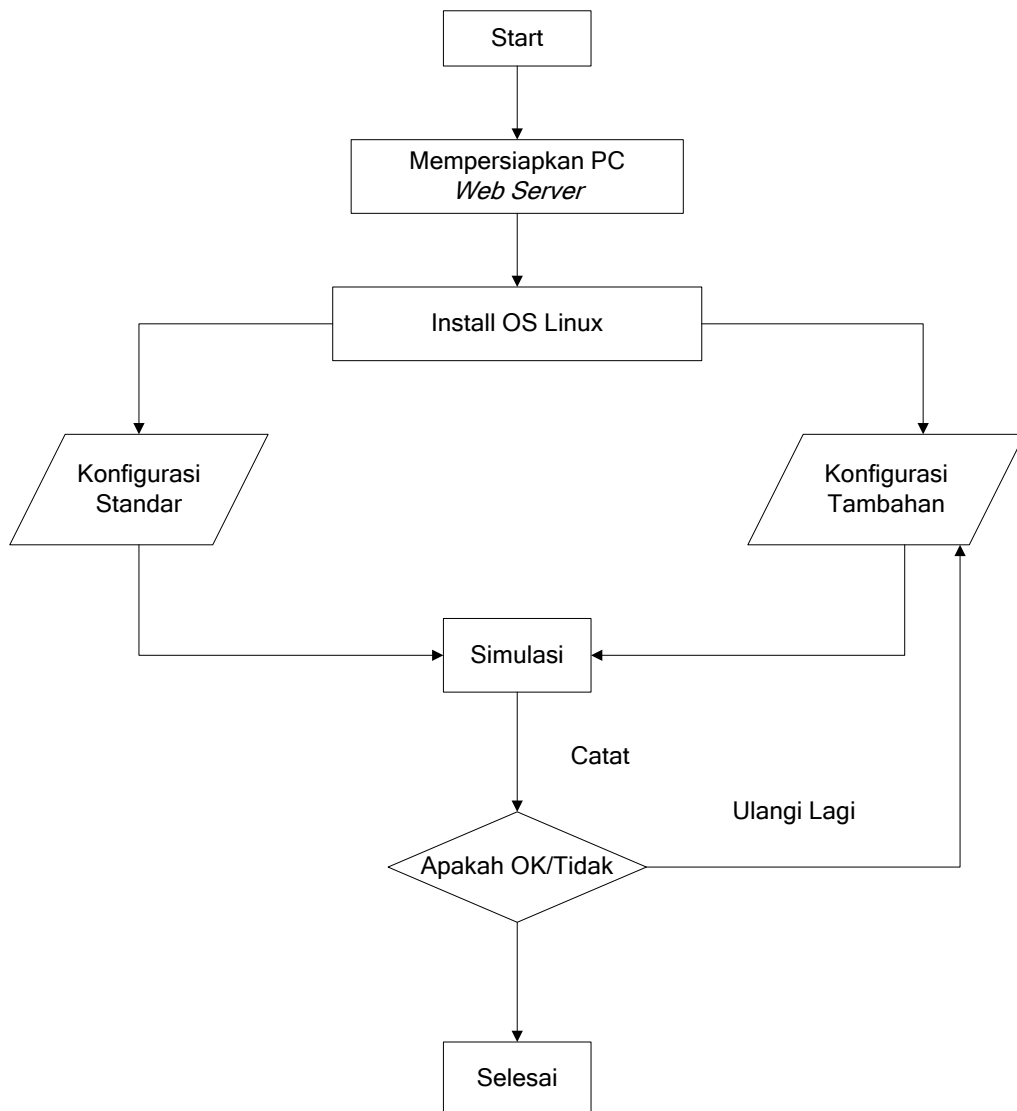 Start
Mempersiapkan PC
Web Server
Install OS Linux
Konfigurasi
Standar
Konfigurasi
Tambahan
Simulasi
Catat
Ulangi Lagi
Apakah OK/Tidak
Selesai